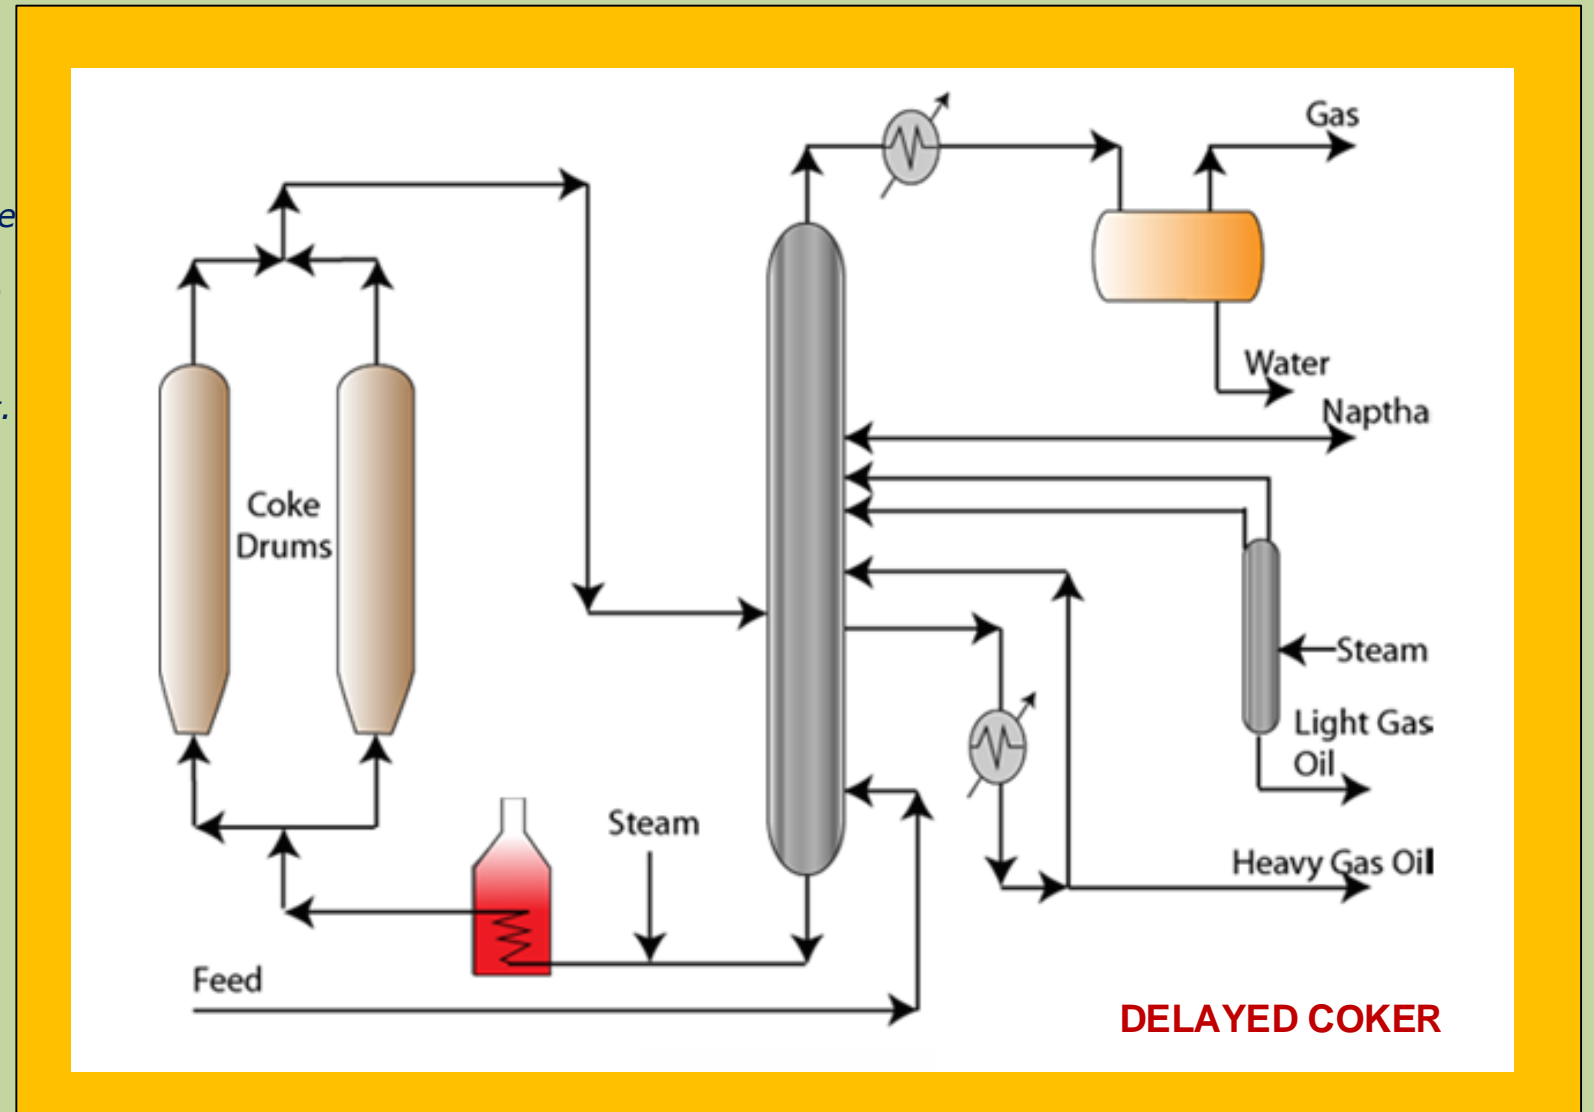 Gas
Water
Naptha
Coke
Drums
Steam
Light Gas
Oil
Steam
Heavy Gas Oil
Feed
DELAYED COKER